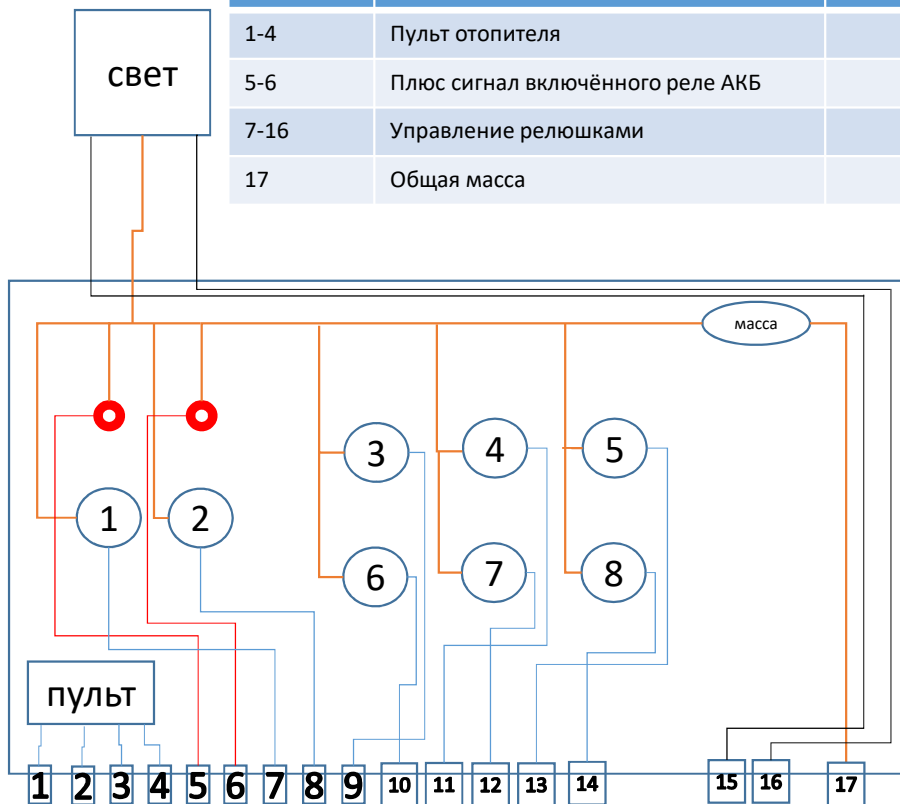 свет
1-4 Пульт отопителя
5-6 Плюс сигнал включённого реле АКБ
7-16 Управление релюшками
17 Общая масса
масса
3 4 5
1 2
6 7 8
пульт
1 2 3 4 5 6 7 8 9 10 11 12 13 14 15 16 17